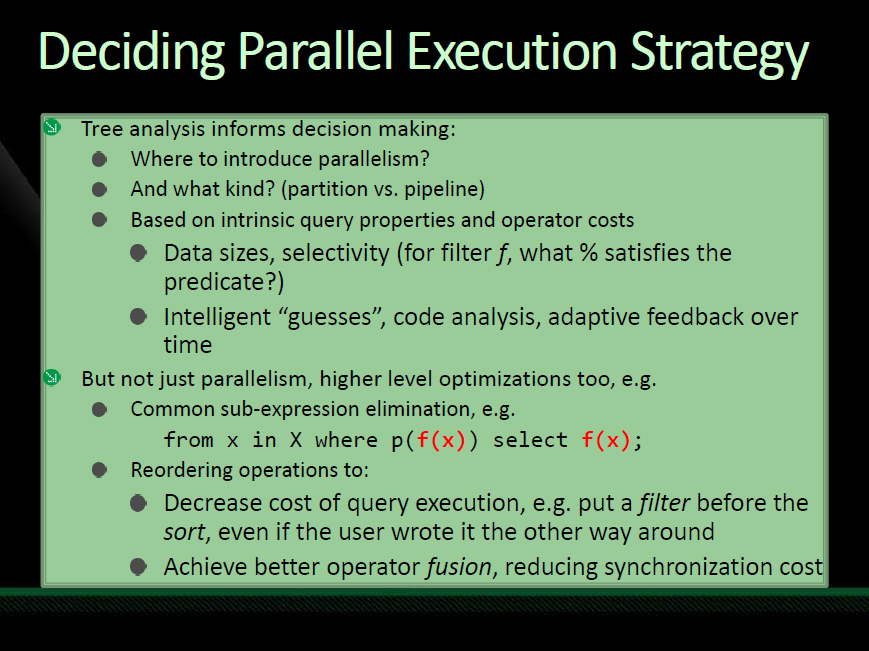 Deciding Parallel Execution Strategy
Tree analysis informs decision making:
Where to introduce parallelism?
And what kind? (partition vs. pipeline)
Based on intrinsic query properties and operator costs
Data sizes, selectivity (for filter f, what % satisfies the
predicate?)
Intelligent “guesses”, code analysis, adaptive feedback over
time
But not just parallelism, higher level optimizations too, e.g.
Common sub-expression elimination, e.g.
from x in X where p(f(x)) select f(x);
Reordering operations to:
Decrease cost of query execution, e.g. put a filter before the
sort, even if the user wrote it the other way around
Achieve better operator fusion, reducing synchronization cost